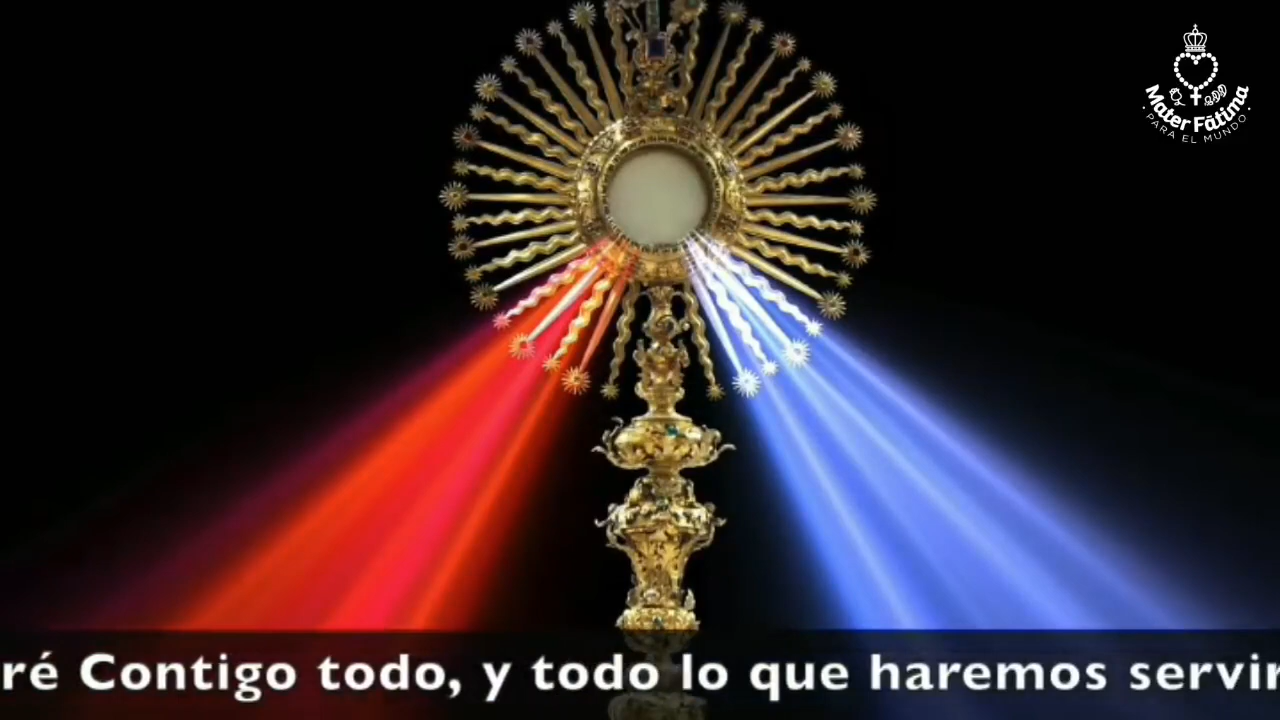 Mater Fátima
· PARA EL MUNDO ·
ré Contigo todo, y todo lo que haremos servir